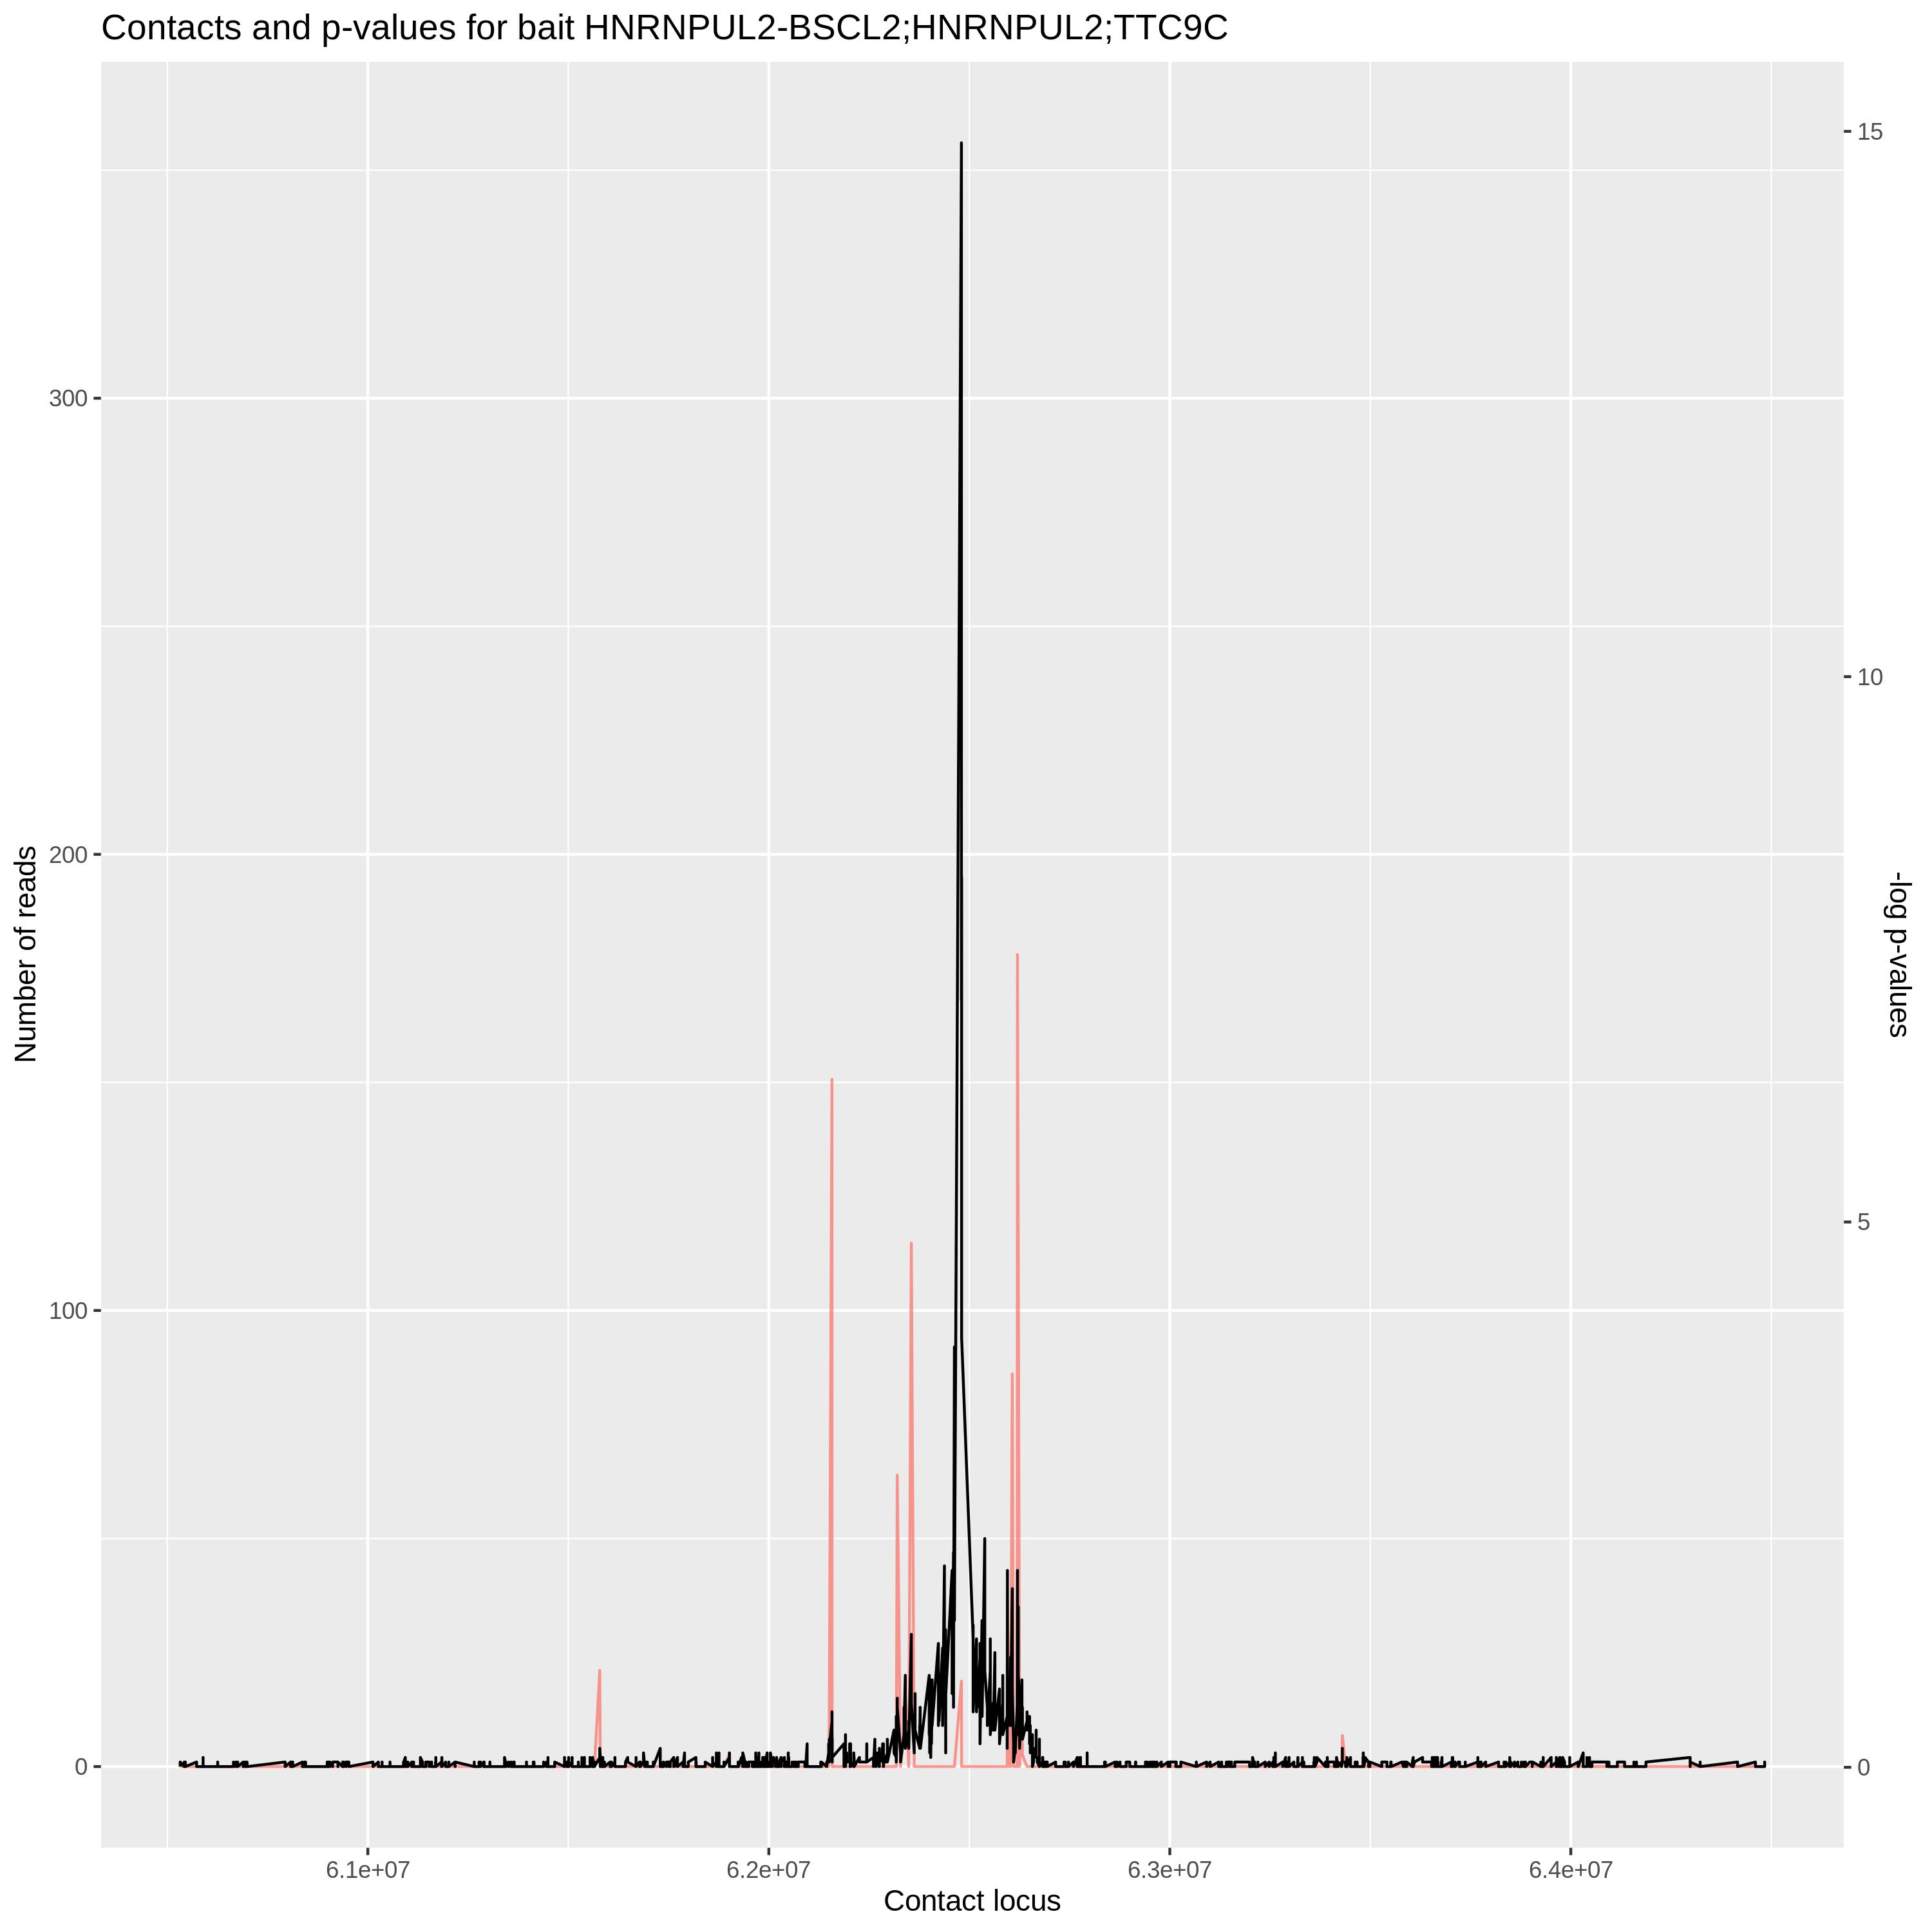 Contacts and p-values for bait HNRNPUL2-BSCL2;HNRNPUL2;TTC9C
Number of reads
300
200
100
0
15
10
5
0
-log p-values
6.1e+07
6.2e+07
6.3e+07
6.4e+07
Contact locus